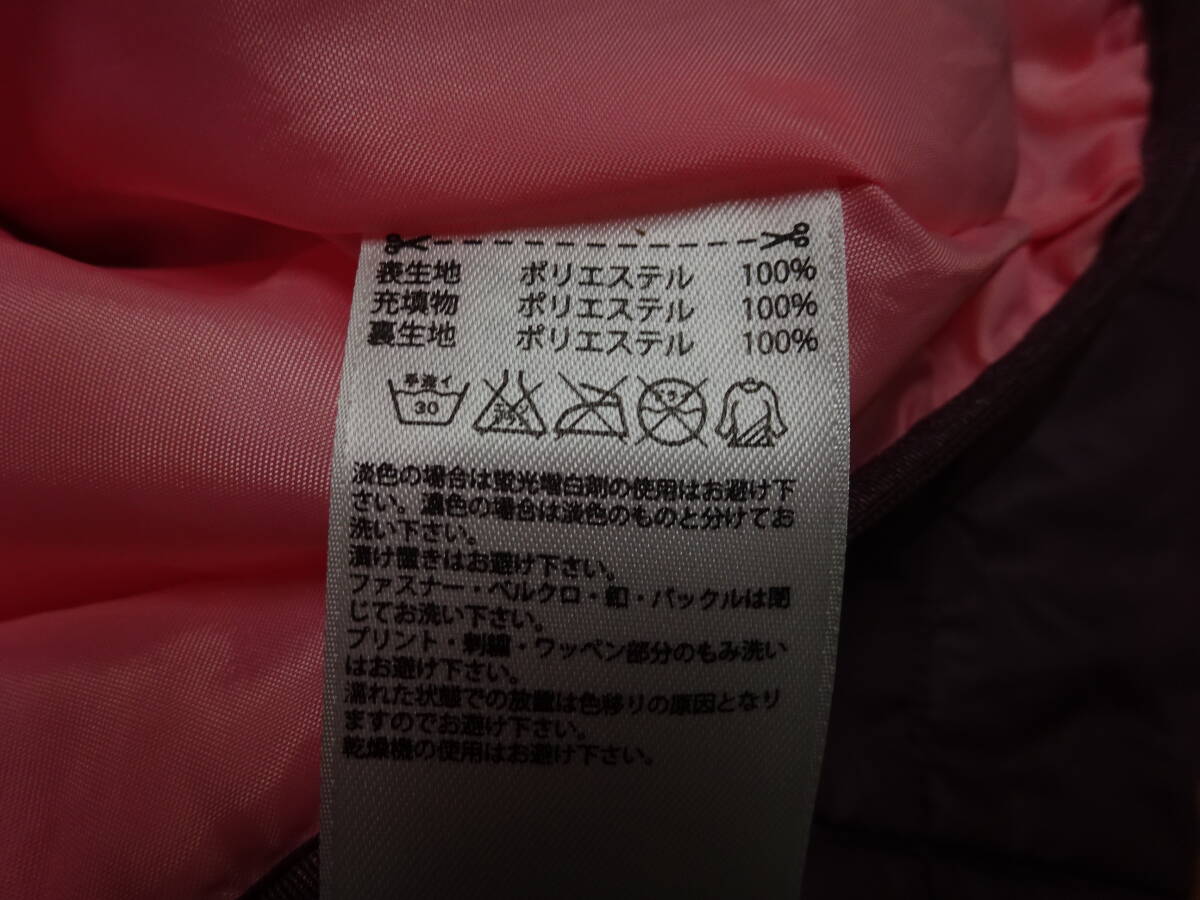 表生地 ポリエステル 100%
充填物 ポリエステル 100%
裏生地 ポリエステル 100%
手洗イ
30
淡色の場合は蛍光増白剤の使用はお避け下
さい。濃色の場合は淡色のものと分けてお
洗い下さい。
漬け置きはお避け下さい。
ファスナー・ベルクロ・釦・バックルは閉
じてお洗い下さい。
プリント・刺繍・ワッペン部分のもみ洗い
はお避け下さい。
濡れた状態での放置は色移りの原因となり
ますのでお避け下さい。
乾燥機の使用はお避け下さい。